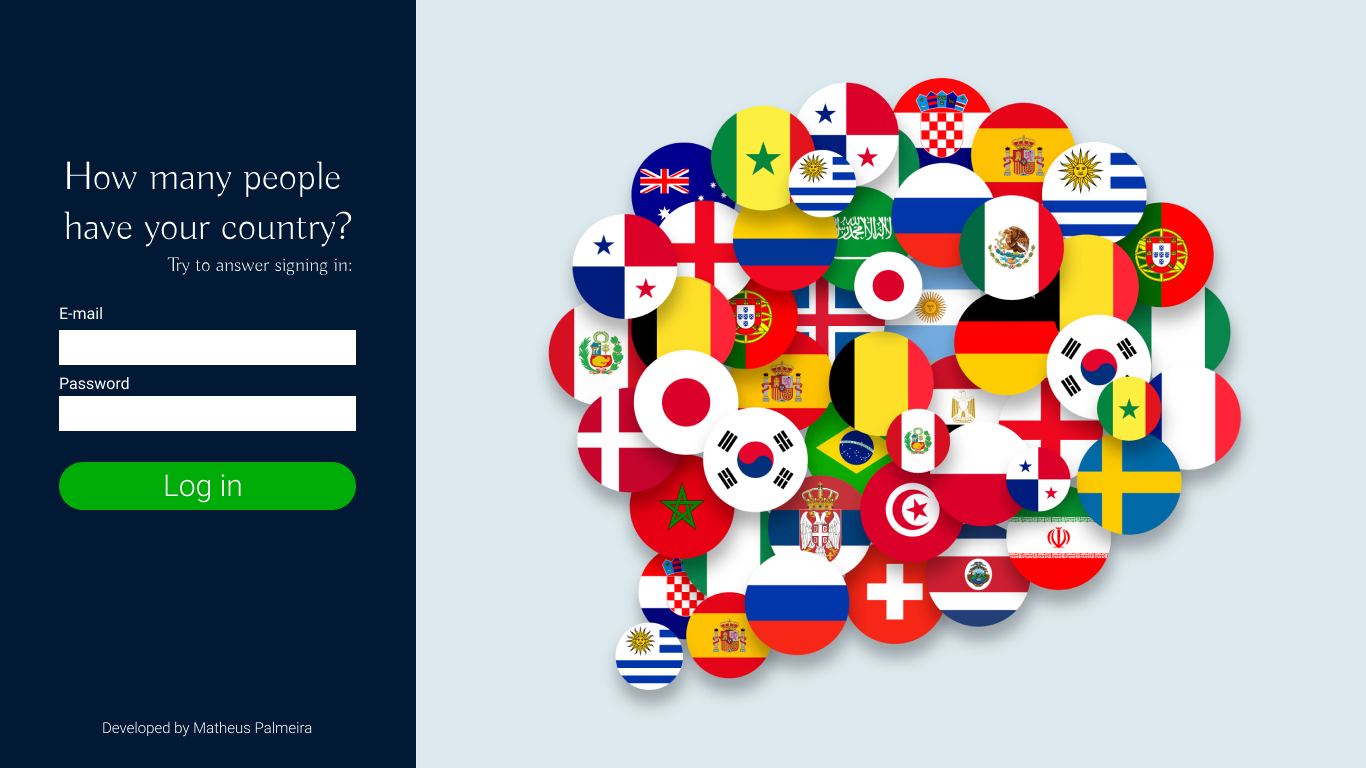 How many people
have your country?
Try to answer signing in:
E-mail
Password
Log in
Developed by Matheus Palmeira